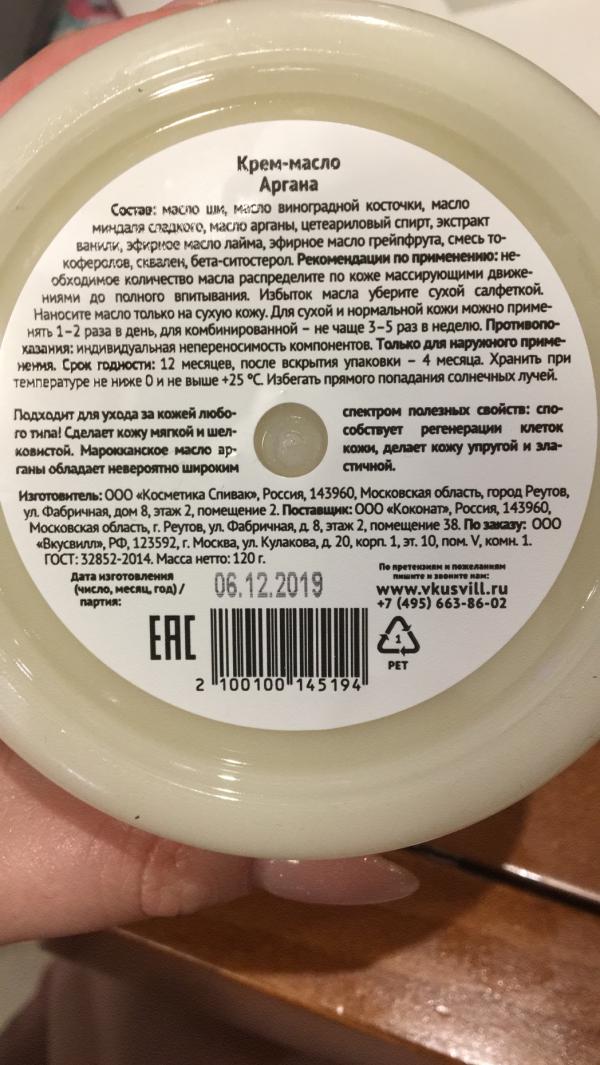 Крем-масло
Аргана
Состав: масло ши, масло виноградной косточки, масло
миндаля сладкого, масло арганы, цетеариловый спирт, экстракт
ванили, эфирное масло лайма, эфирное масло грейпфрута, смесь то-
коферолов, сквален, бета-ситостерол. Рекомендации по применению: не-
обходимое количество масла распределите по коже массирующими движе-
ниями до полного впитывания. Избыток масла уберите сухой салфеткой.
Наносите масло только на сухую кожу. Для сухой и нормальной кожи можно приме-
нять 1-2 раза в день, для комбинированной – не чаще 3-5 раз в неделю. Противопо-
казания: индивидуальная непереносимость компонентов. Только для наружного приме-
нения. Срок годности: 12 месяцев, после вскрытия упаковки – 4 месяца. Хранить при
температуре не ниже 0 и не выше +25 °С. Избегать прямого попадания солнечных лучей.
Подходит для ухода за кожей любо-
го типа! Сделает кожу мягкой и шел-
ковистой. Марокканское масло ар-
ганы обладает невероятно широким
спектром полезных свойств: спо-
собствует регенерации клеток
кожи, делает кожу упругой и эла-
стичной.
Изготовитель: ООО «Косметика Спивак», Россия, 143960, Московская область, город Реутов,
ул. Фабричная, дом 8, этаж 2, помещение 2. Поставщик: ООО «Коконат», Россия, 143960,
Московская область, г. Реутов, ул. Фабричная, д. 8, этаж 2, помещение 38. По заказу: ООО
«Вкусвилл», РФ, 123592, г. Москва, ул. Кулакова, д. 20, корп. 1, эт. 10, пом. V, комн. 1.
ГОСТ: 32852-2014. Масса нетто: 120 г.
Дата изготовления
(число, месяц, год) /
партия:
06.12.2019
По претензиям и пожеланиям
пишите и звоните нам:
www.vkusvill.ru
+7 (495) 663-86-02
EAC
2 100100 145194
1
PET